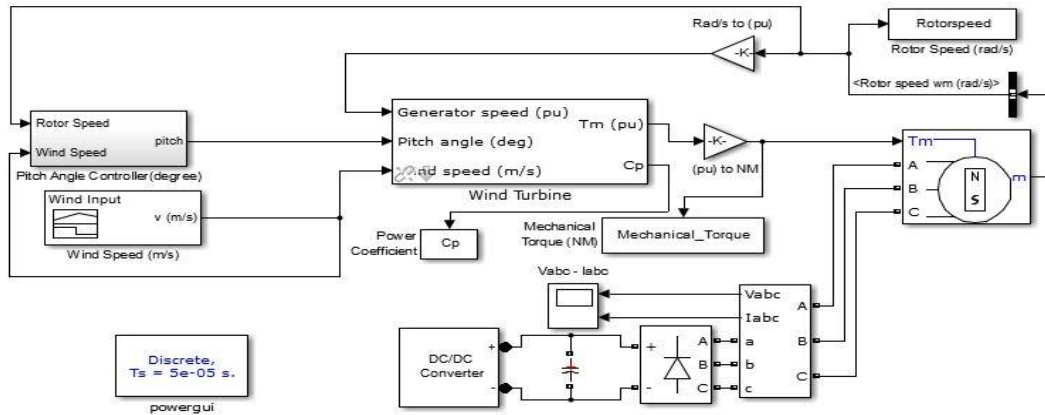 Rad/s to (pu)
-K-
Rotorspeed
Rotor Speed (rad/s)
<Rotor speed wm (rad/s)>
Rotor Speed
Wind Speed
pitch
Pitch Angle Controller(degree)
Generator speed (pu)
Pitch angle (deg)
Wind speed (m/s)
Tm (pu)
Cp
Wind Turbine
-K-
(pu) to NM
Tm
A
B
C
N
S
m
Wind Input
v (m/s)
Wind Speed (m/s)
Power
Coefficient
Cp
Mechanical
Torque (NM)
Mechanical_Torque
Vabc - Iabc
Vabc
Iabc
A
B
C
a
b
c
DC/DC
Converter
+
-
+
-
A
B
C
Discrete,
Ts = 5e-05 s.
powergui